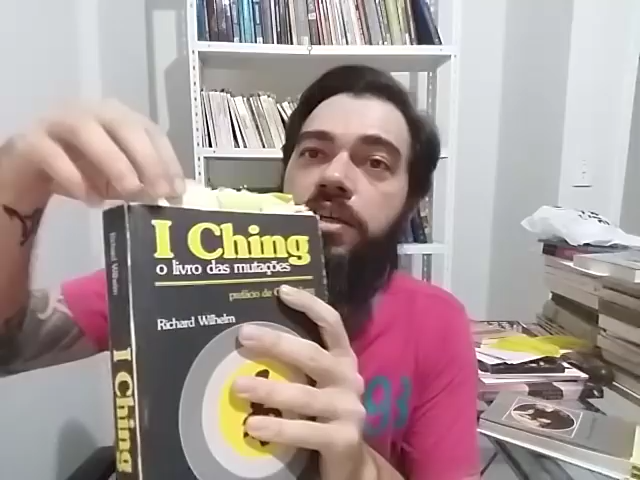 I Ching
o livro das mutações
prefácio de
Richard Wilhelm
Richard Wilhelm
I Ching